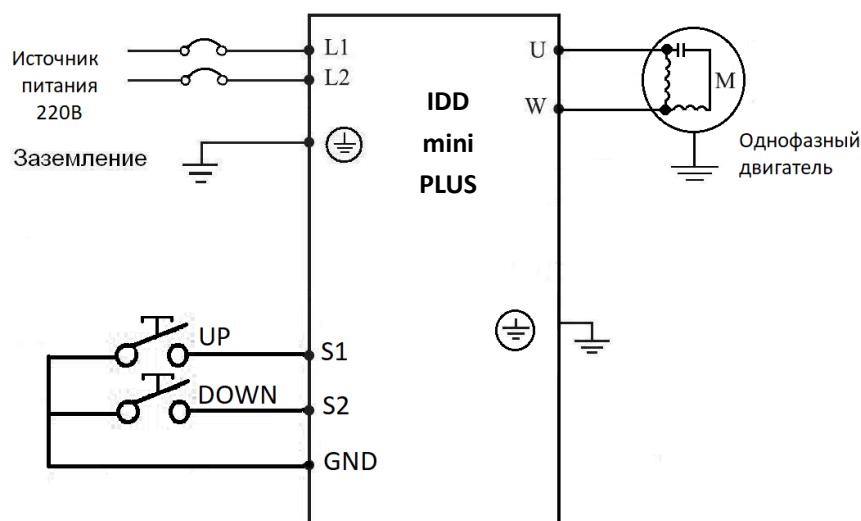 Источник
питания
220В
L1
L2
Заземление
IDD
mini
PLUS
U
W
M
Однофазный
двигатель
UP
S1
DOWN
S2
GND